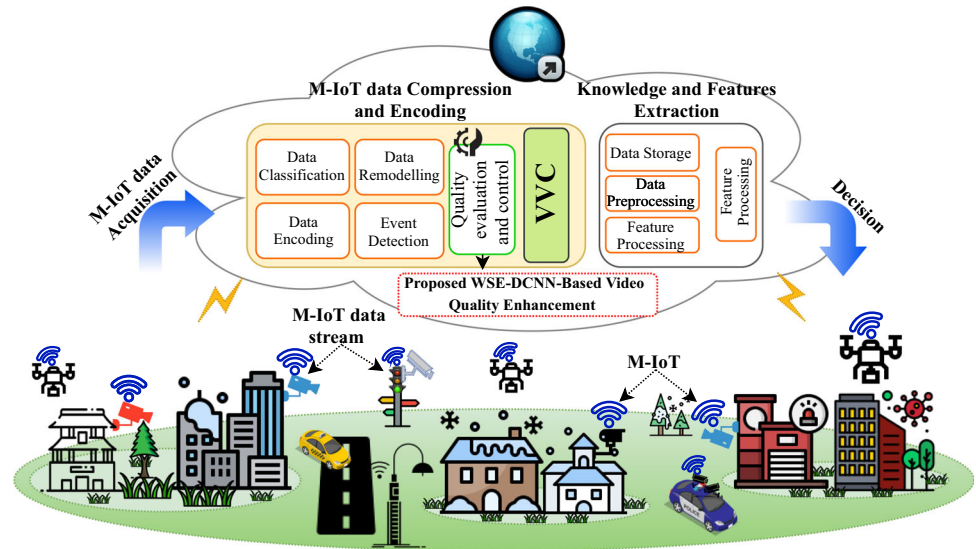 M-IoT data Compression
and Encoding
Knowledge and Features
Extraction
M-IoT data
Acquisition
Data
Classification
Data
Remodelling
Data
Encoding
Event
Detection
Quality
evaluation
and control
VVC
Data Storage
Data
Preprocessing
Feature
Processing
Feature
Processing
Decision
Proposed WSE-DCNN-Based Video
Quality Enhancement
M-IoT data
stream
M-IoT
POLICE